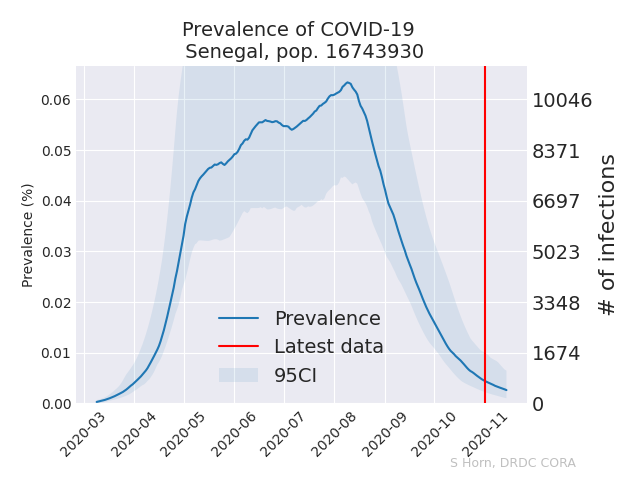 Prevalence of COVID-19
Senegal, pop. 16743930
Prevalence (%)
0.06
0.05
0.04
0.03
0.02
0.01
0.00
10046
8371
6697
5023
3348
1674
0
# of infections
Prevalence
Latest data
95CI
2020-03
2020-04
2020-05
2020-06
2020-07
2020-08
2020-09
2020-10
2020-11
S Horn, DRDC CORA